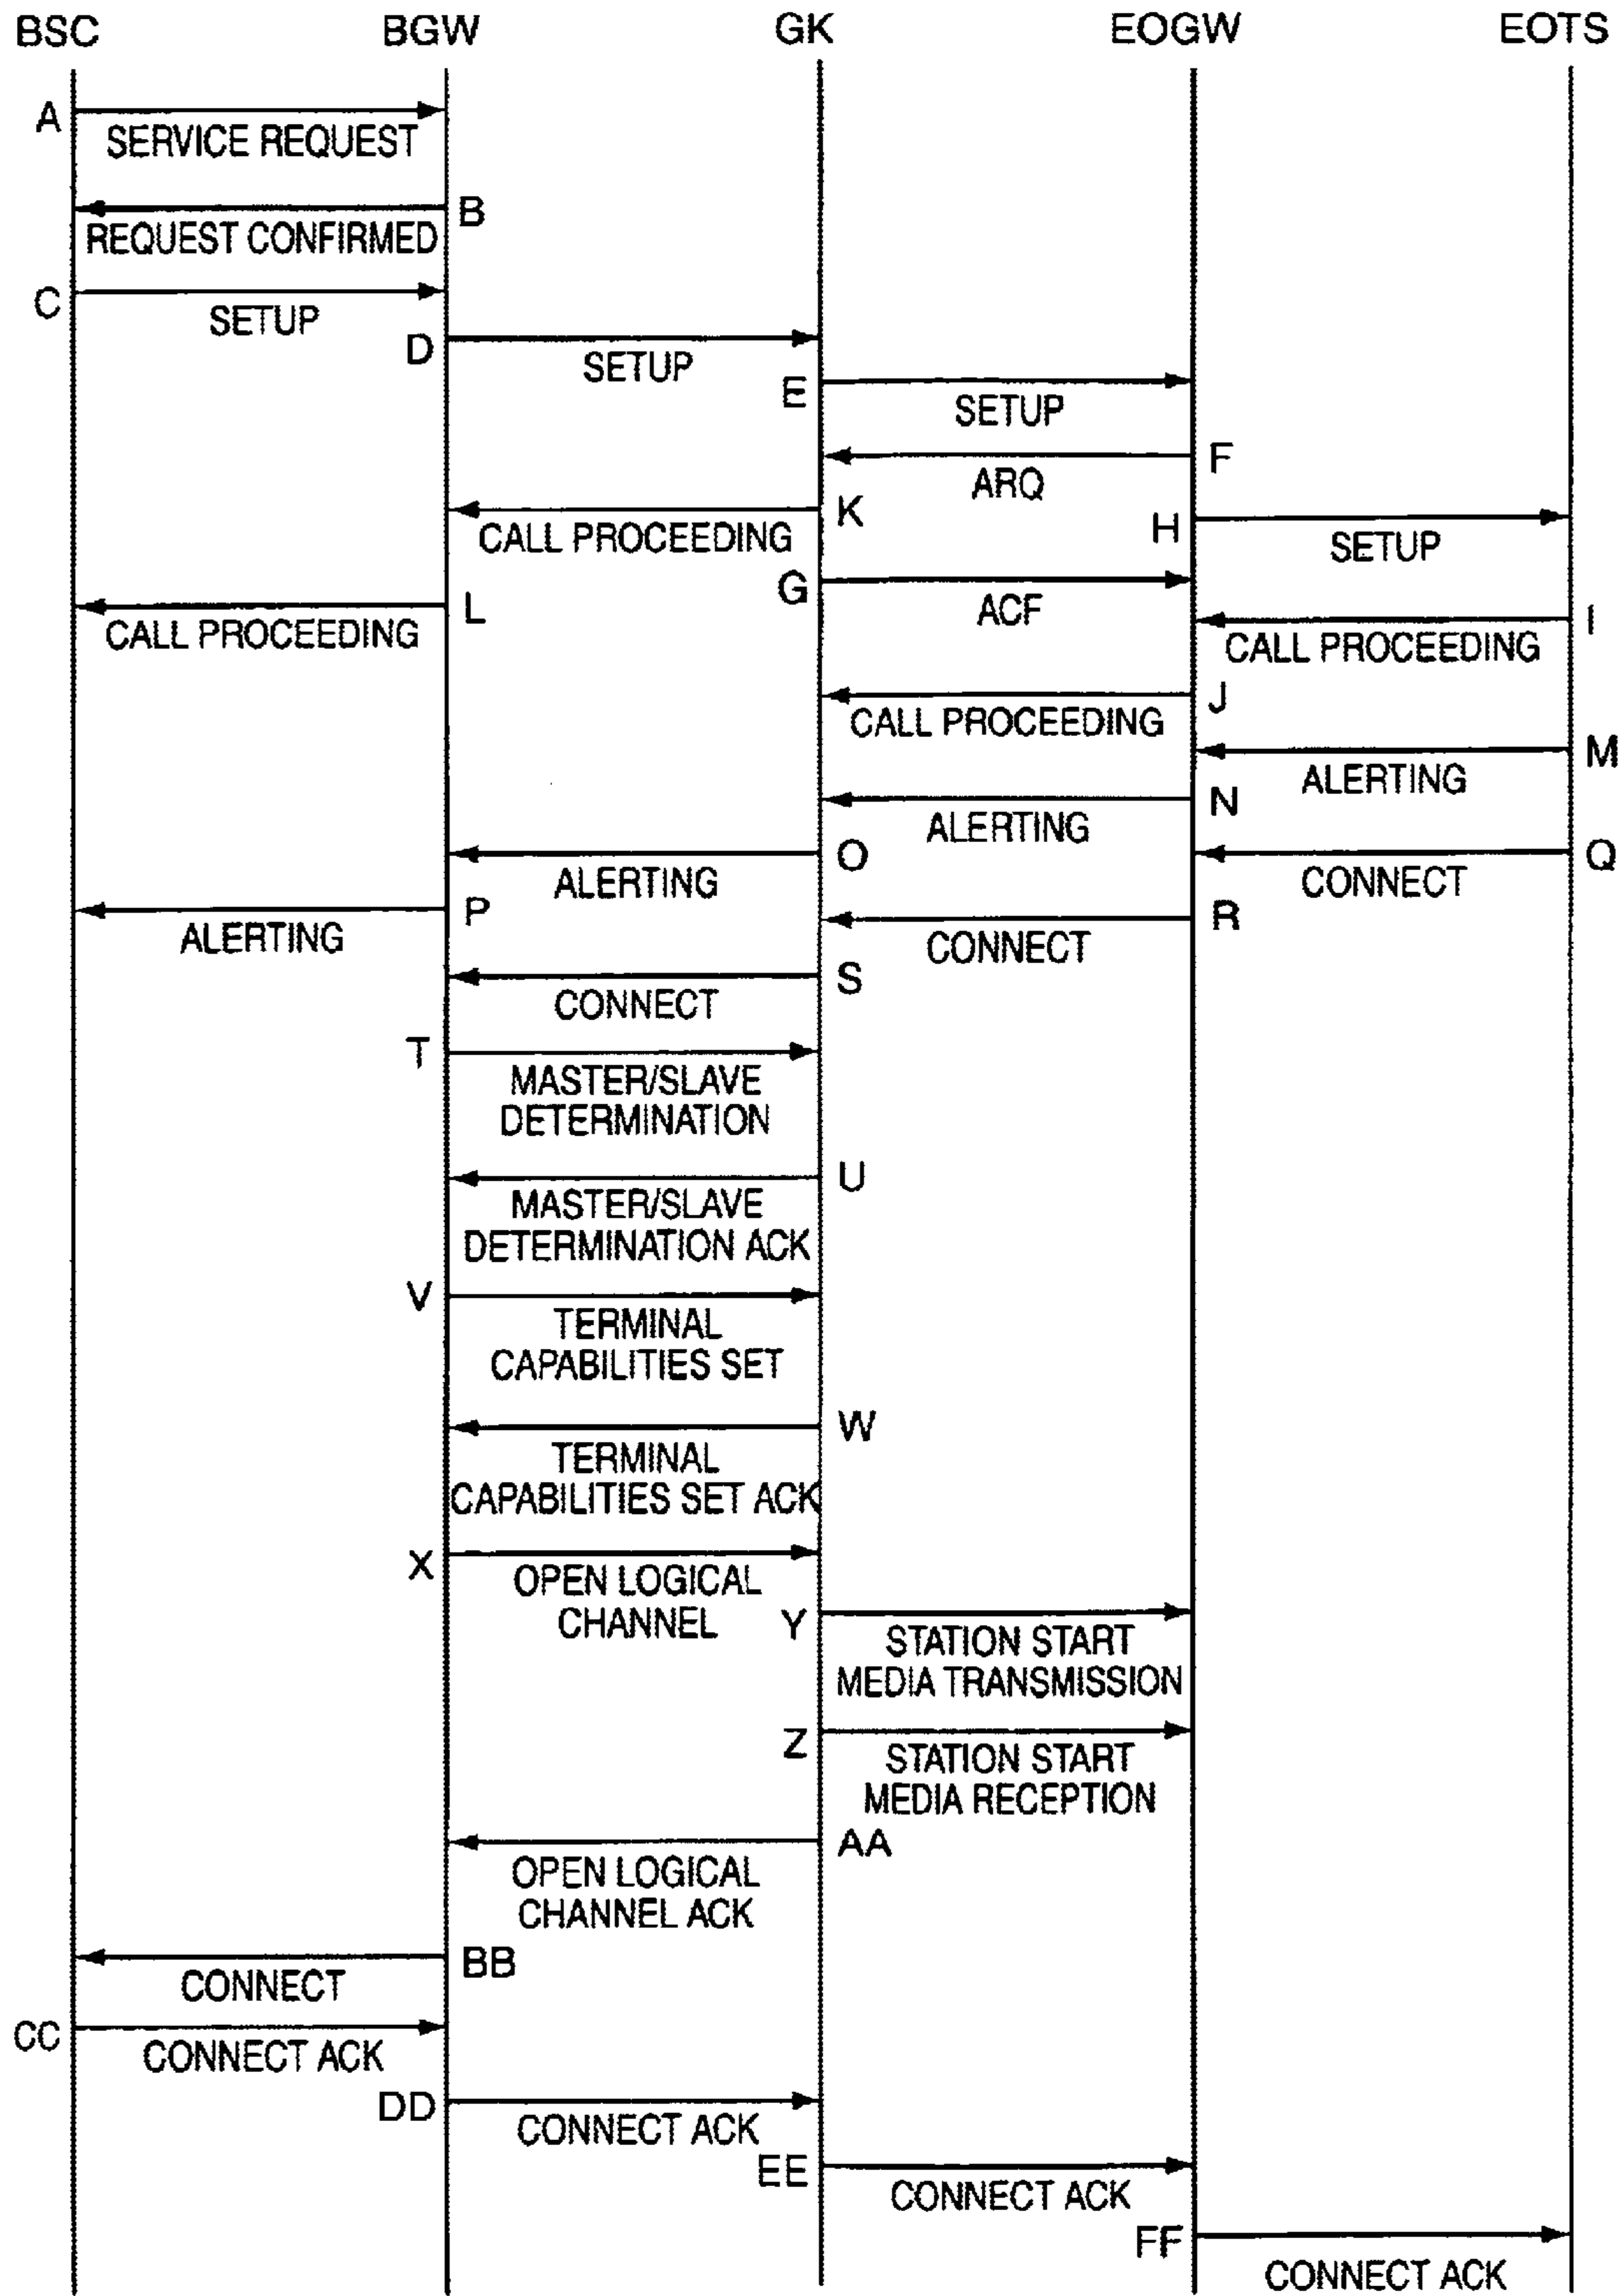 BSC BGW GK EOGW EOTS
A
SERVICE REQUEST
B
REQUEST CONFIRMED
C
SETUP
D
SETUP
E
SETUP
F
ARQ
K
CALL PROCEEDING
H
SETUP
G
ACF
L
CALL PROCEEDING
I
CALL PROCEEDING
J
CALL PROCEEDING
M
ALERTING
N
ALERTING
O
ALERTING
Q
CONNECT
P
ALERTING
R
CONNECT
S
CONNECT
T
MASTER/SLAVE
DETERMINATION
U
MASTER/SLAVE
DETERMINATION ACK
V
TERMINAL
CAPABILITIES SET
W
TERMINAL
CAPABILITIES SET ACK
X
OPEN LOGICAL
CHANNEL
Y
STATION START
MEDIA TRANSMISSION
Z
STATION START
MEDIA RECEPTION
AA
OPEN LOGICAL
CHANNEL ACK
BB
CONNECT
CC
CONNECT ACK
DD
CONNECT ACK
EE
CONNECT ACK
FF
CONNECT ACK